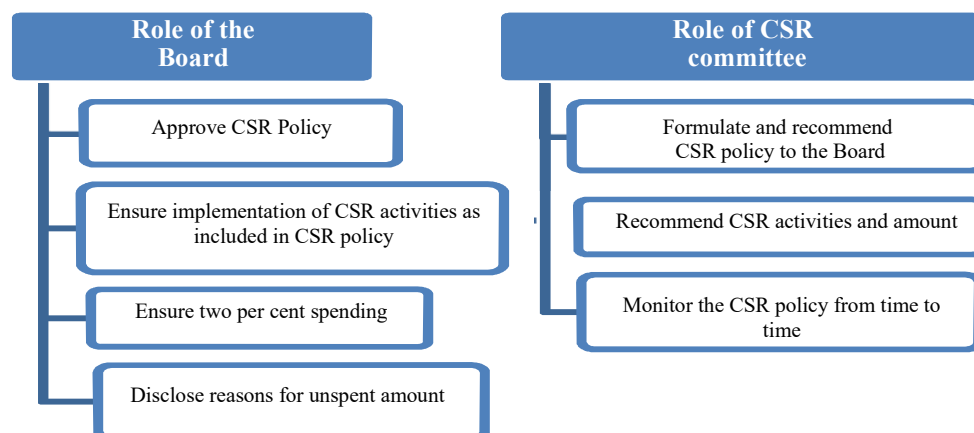 Role of the
Board
Approve CSR Policy
Ensure implementation of CSR activities as
included in CSR policy
Ensure two per cent spending
Disclose reasons for unspent amount
Role of CSR
committee
Formulate and recommend
CSR policy to the Board
Recommend CSR activities and amount
Monitor the CSR policy from time to
time